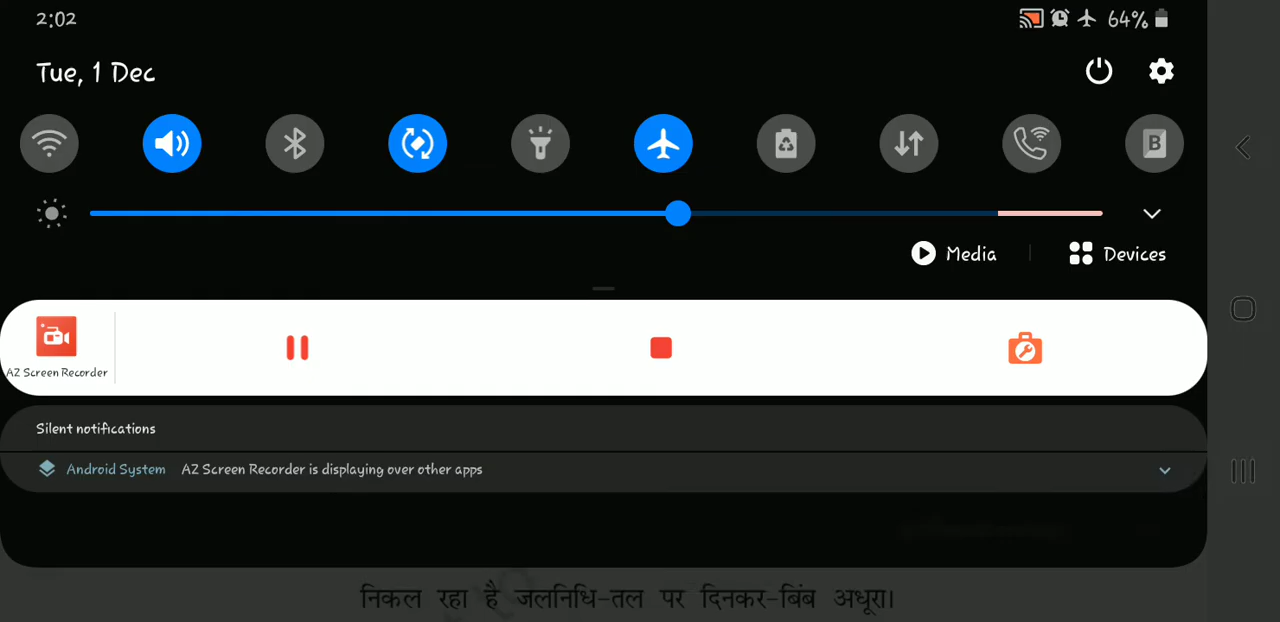 2:02
64%
Tue, 1 Dec
B
Media
Devices
AZ Screen Recorder
Silent notifications
Android System AZ Screen Recorder is displaying over other apps
निकल रहा है जलनिधि-तल पर दिनकर-बिंब अधूरा।